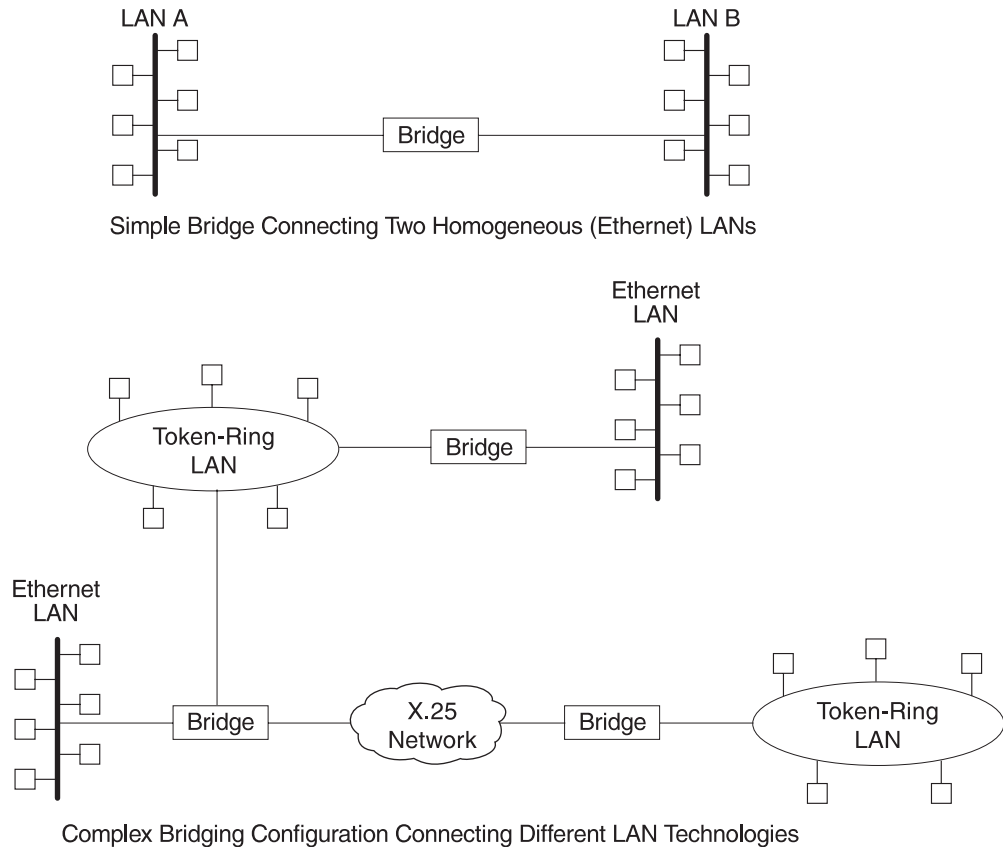 LAN A
LAN B
Bridge
Simple Bridge Connecting Two Homogeneous (Ethernet) LANs
Ethernet
LAN
Token-Ring
LAN
Bridge
Ethernet
LAN
Bridge
X.25
Network
Bridge
Token-Ring
LAN
Complex Bridging Configuration Connecting Different LAN Technologies